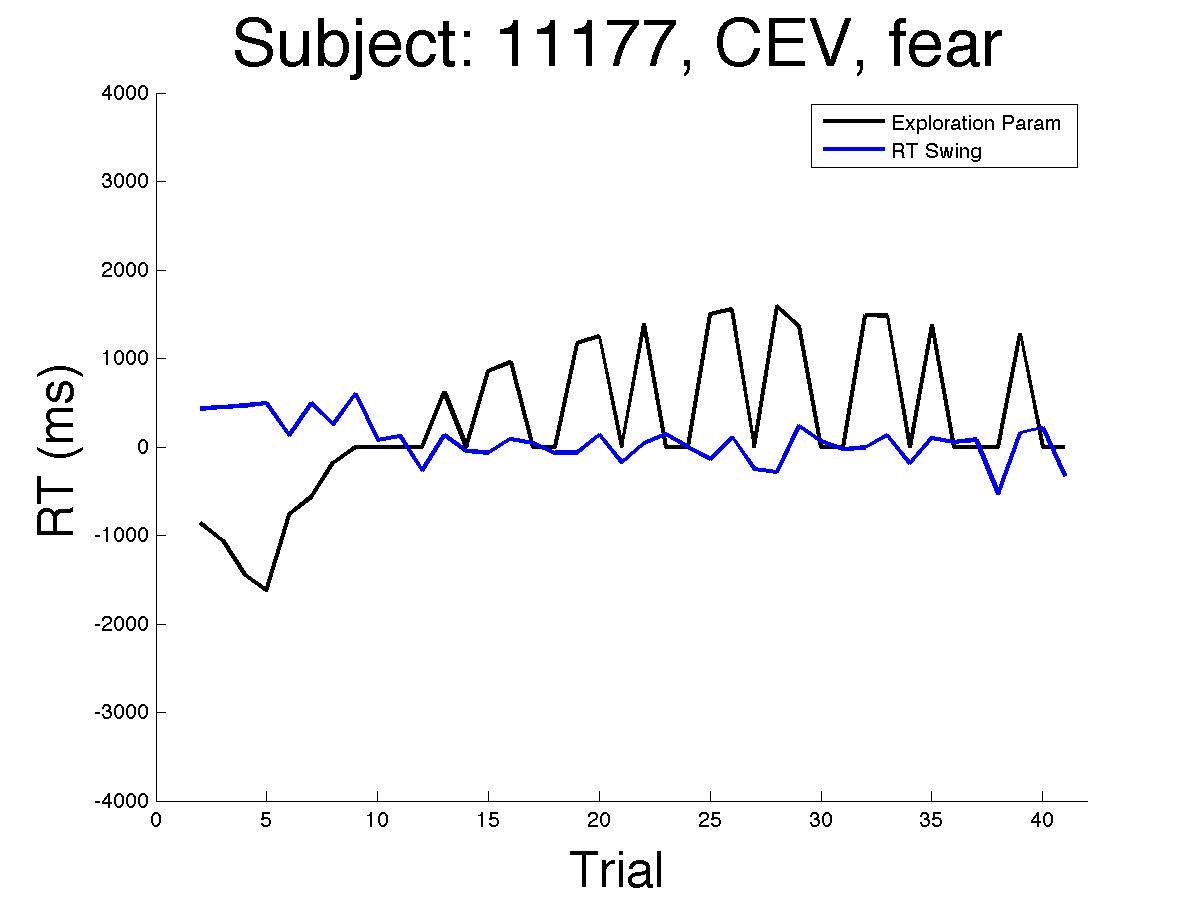 Subject: 11177, CEV, fear
4000
3000
2000
1000
0
-1000
-2000
-3000
-4000
RT (ms)
Exploration Param
RT Swing
0 5 10 15 20 25 30 35 40
Trial